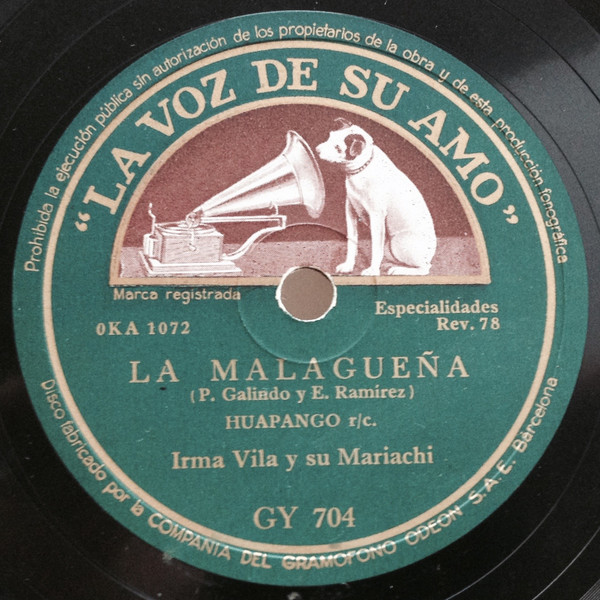 Prohibido la ejecución pública sin autorización de los propietarios de la obra y de esta producción fonográfica
“LA VOZ DE SU AMO”
Marca registrada
OKA 1072
Especialidades
Rev. 78
LA MALAGUEÑA
(P. Galindo y E. Ramírez)
HUAPANGO r/c.
Irma Vila y su Mariachi
GY 704
Disco fabricado por la COMPAÑIA DEL GRAMOFONO ODEON S.A.E. Barcelona